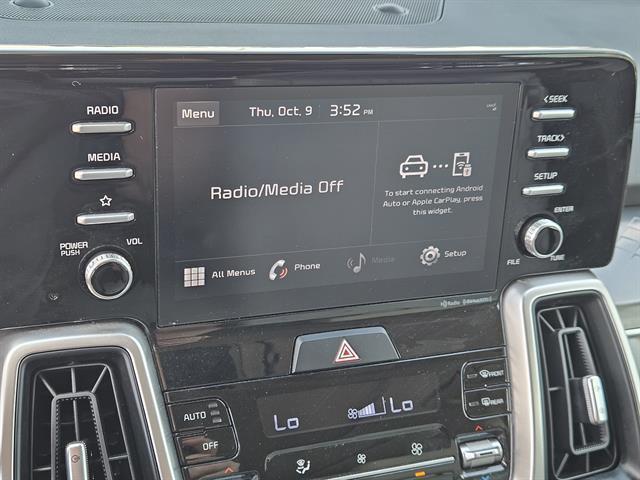 RADIO
MEDIA
POWER
PUSH
VOL
Menu
Thu, Oct. 9
3:52 PM
Radio/Media Off
To start connecting Android
Auto or Apple CarPlay, press
this widget.
All Menus
Phone
Media
Setup
HD Radio
SEEK
TRACK
SETUP
ENTER
FILE
TUNE
AUTO
OFF
Lo
Lo
FRONT
REAR